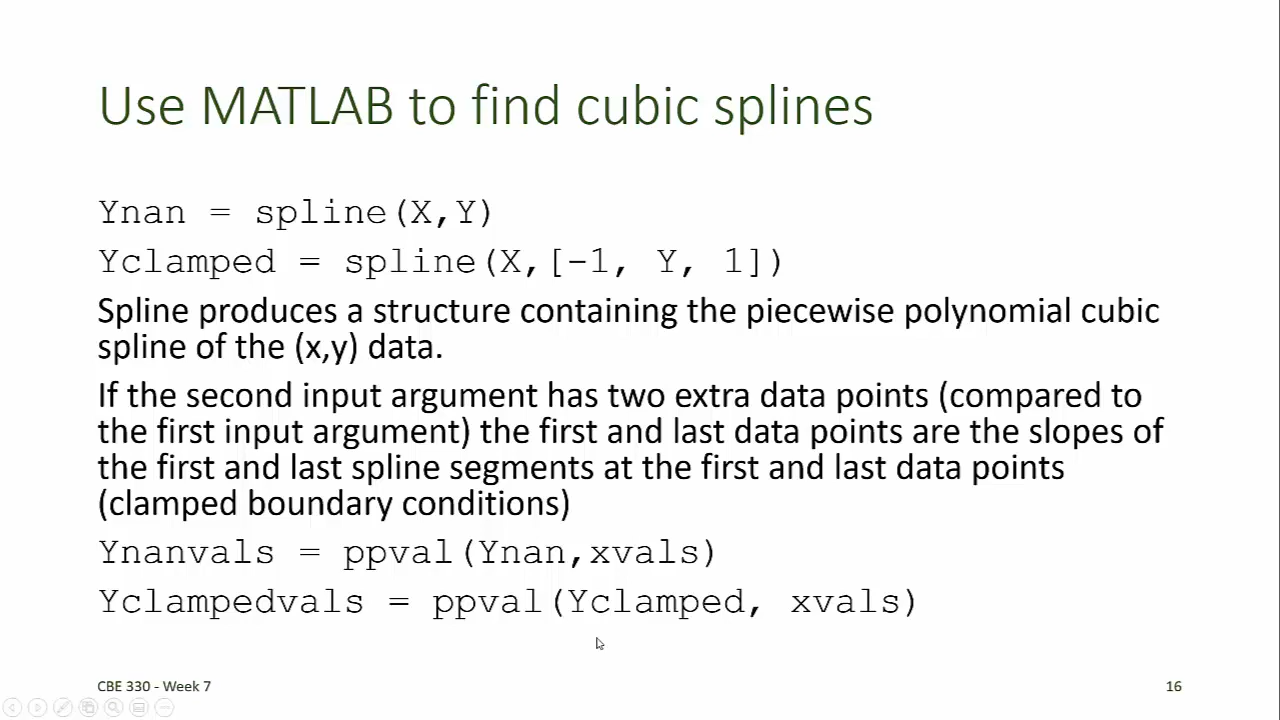 Use MATLAB to find cubic splines
Ynan = spline(X,Y)
Yclamped = spline(X,[-1, Y, 1])
Spline produces a structure containing the piecewise polynomial cubic
spline of the (x,y) data.
If the second input argument has two extra data points (compared to
the first input argument) the first and last data points are the slopes of
the first and last spline segments at the first and last data points
(clamped boundary conditions)
Ynanvals = ppval(Ynan,xvals)
Yclampedvals = ppval(Yclamped, xvals)
CBE 330 - Week 7
16